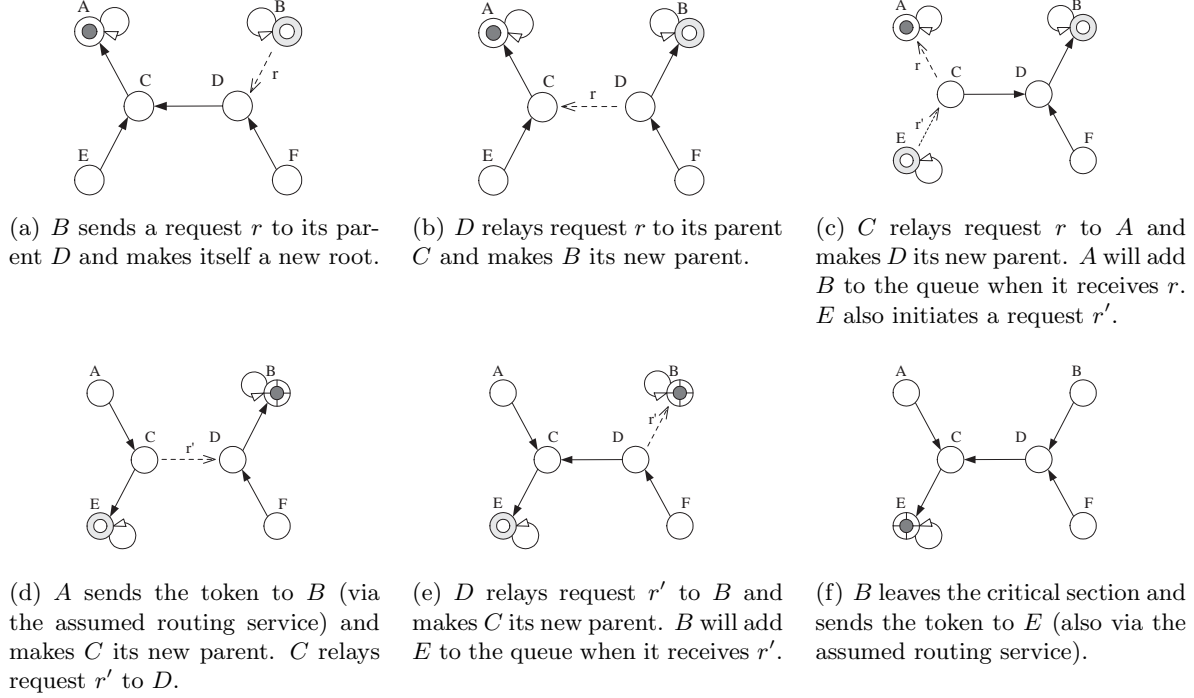 A
B
r
C
D
E
F
(a) B sends a request r to its par-
ent D and makes itself a new root.
A
B
C
D
r
E
F
(b) D relays request r to its parent
C and makes B its new parent.
A
B
r
C
D
r'
E
F
(c) C relays request r to A and
makes D its new parent. A will add
B to the queue when it receives r.
E also initiates a request r′.
A
B
C
r'
D
E
F
(d) A sends the token to B (via
the assumed routing service) and
makes C its new parent. C relays
request r′ to D.
A
B
r'
C
D
E
F
(e) D relays request r′ to B and
makes C its new parent. B will add
E to the queue when it receives r′.
A
B
C
D
E
F
(f) B leaves the critical section and
sends the token to E (also via the
assumed routing service).